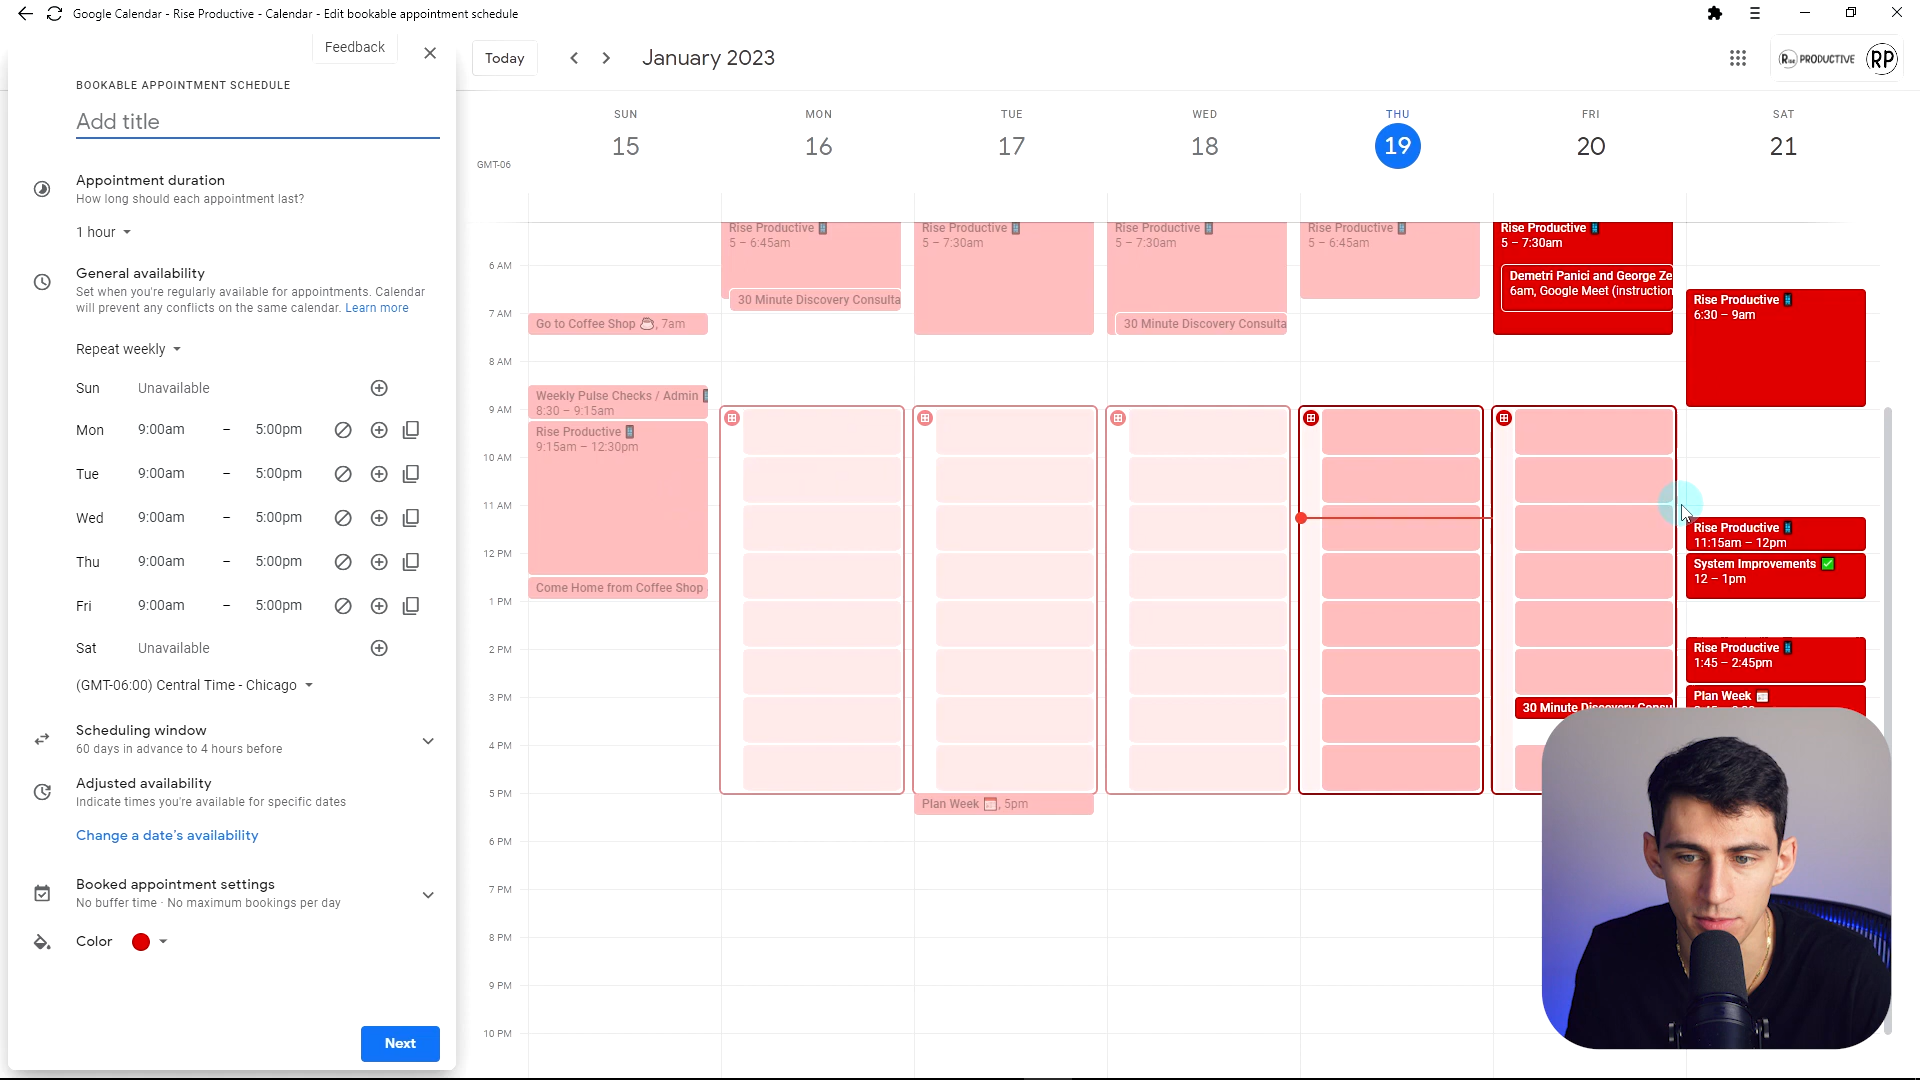 Google Calendar - Rise Productive - Calendar - Edit bookable appointment schedule
Feedback
BOOKABLE APPOINTMENT SCHEDULE
Add title
Appointment duration
How long should each appointment last?
1 hour
General availability
Set when you're regularly available for appointments. Calendar
will prevent any conflicts on the same calendar. Learn more
Repeat weekly
Sun Unavailable
Mon 9:00am – 5:00pm
Tue 9:00am – 5:00pm
Wed 9:00am – 5:00pm
Thu 9:00am – 5:00pm
Fri 9:00am – 5:00pm
Sat Unavailable
(GMT-06:00) Central Time - Chicago
Scheduling window
60 days in advance to 4 hours before
Adjusted availability
Indicate times you're available for specific dates
Change a date's availability
Booked appointment settings
No buffer time · No maximum bookings per day
Color
Next
Today
January 2023
Rise PRODUCTIVE
RP
GMT-06
SUN
15
MON
16
TUE
17
WED
18
THU
19
FRI
20
SAT
21
6 AM
7 AM
8 AM
9 AM
10 AM
11 AM
12 PM
1 PM
2 PM
3 PM
4 PM
5 PM
6 PM
7 PM
8 PM
9 PM
10 PM
Go to Coffee Shop ☕, 7am
Weekly Pulse Checks / Admin
8:30 – 9:15am
Rise Productive
9:15am – 12:30pm
Come Home from Coffee Shop
Rise Productive
5 – 6:45am
30 Minute Discovery Consulta
Rise Productive
5 – 7:30am
Plan Week, 5pm
Rise Productive
5 – 7:30am
30 Minute Discovery Consulta
Rise Productive
5 – 6:45am
Rise Productive
5 – 7:30am
Demetri Panici and George Ze
6am, Google Meet (instruction
30 Minute Discovery Consu
Rise Productive
6:30 – 9am
Rise Productive
11:15am – 12pm
System Improvements ✅
12 – 1pm
Rise Productive
1:45 – 2:45pm
Plan Week